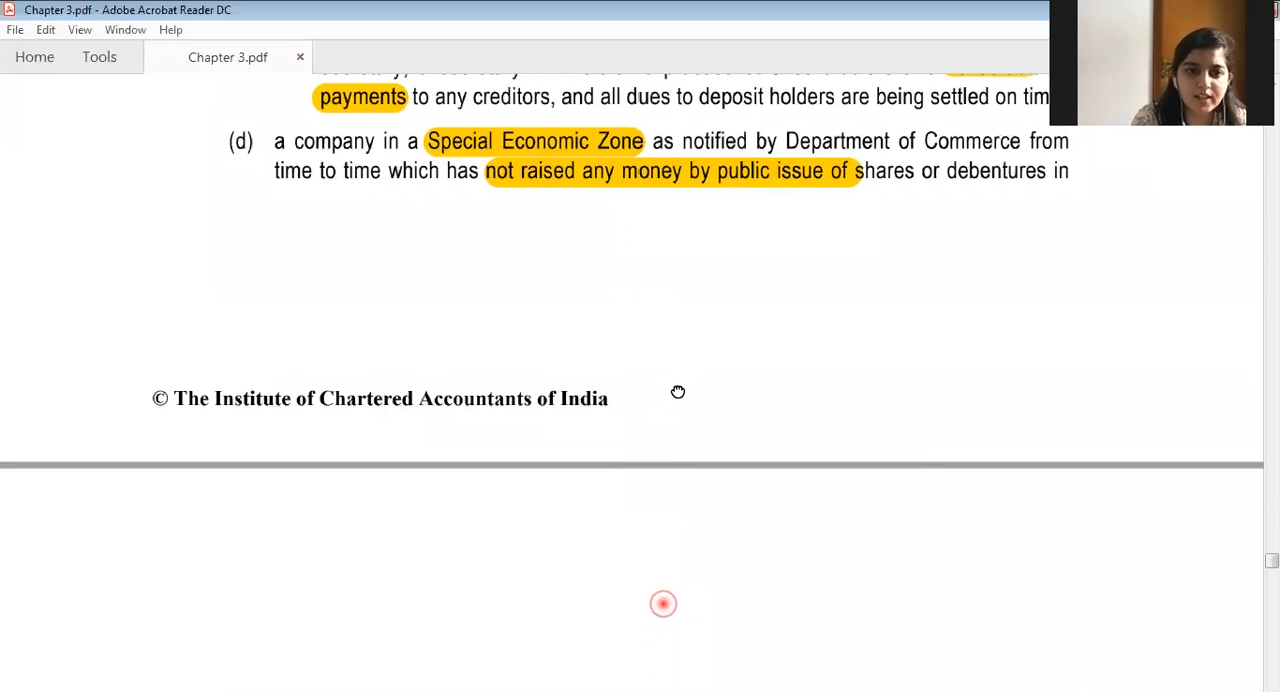 Chapter 3.pdf - Adobe Acrobat Reader DC
File Edit View Window Help
Home Tools Chapter 3.pdf ×
payments to any creditors, and all dues to deposit holders are being settled on tim
(d) a company in a Special Economic Zone as notified by Department of Commerce from
time to time which has not raised any money by public issue of shares or debentures in
© The Institute of Chartered Accountants of India